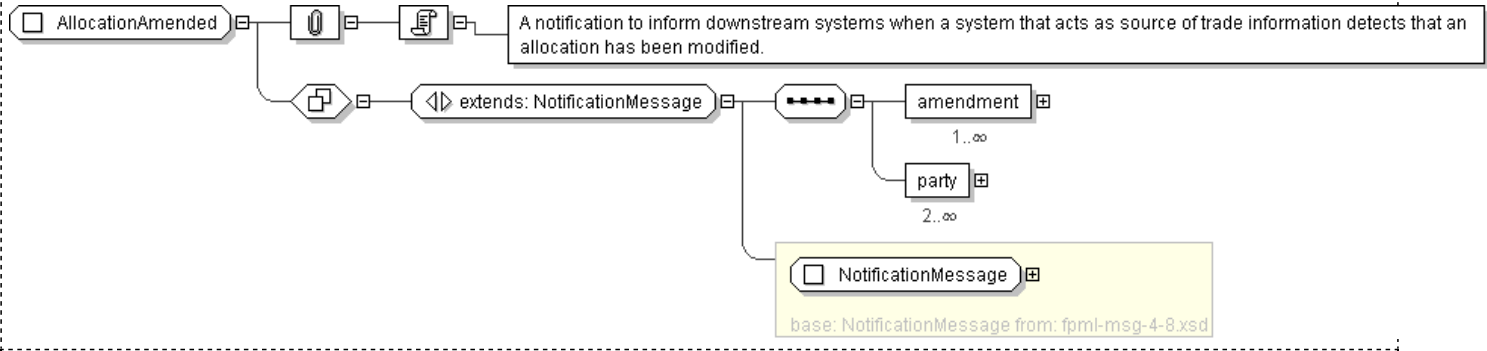 AllocationAmended
A notification to inform downstream systems when a system that acts as source of trade information detects that an
allocation has been modified.
extends: NotificationMessage
amendment
1..∞
party
2..∞
NotificationMessage
base: NotificationMessage from: fpml-msg-4-8.xsd